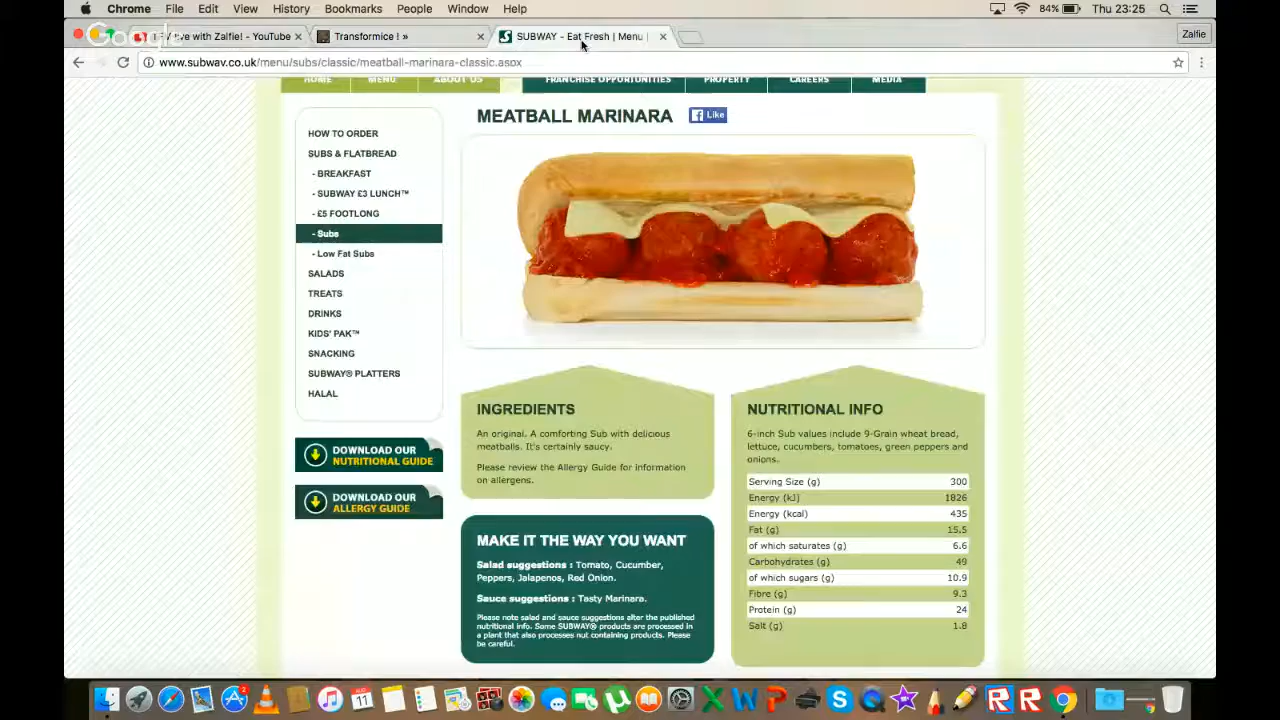 Chrome File Edit View History Bookmarks People Window Help 84% Thu 23:25
Google
Live with Zalfie! - YouTube × Transformice ! » × SUBWAY - Eat Fresh | Menu | × Zalfie
www.subway.co.uk/menu/subs/classic/meatball-marinara-classic.aspx
HOME MENU ABOUT US FRANCHISE OPPORTUNITIES PROPERTY CAREERS MEDIA
MEATBALL MARINARA Like
HOW TO ORDER
SUBS & FLATBREAD
- BREAKFAST
- SUBWAY £3 LUNCH™
- £5 FOOTLONG
- Subs
- Low Fat Subs
SALADS
TREATS
DRINKS
KIDS' PAK™
SNACKING
SUBWAY® PLATTERS
HALAL
DOWNLOAD OUR
NUTRITIONAL GUIDE
DOWNLOAD OUR
ALLERGY GUIDE
INGREDIENTS
An original. A comforting Sub with delicious
meatballs. It's certainly saucy.
Please review the Allergy Guide for information
on allergens.
MAKE IT THE WAY YOU WANT
Salad suggestions : Tomato, Cucumber,
Peppers, Jalapenos, Red Onion.
Sauce suggestions : Tasty Marinara.
Please note salad and sauce suggestions alter the published
nutritional info. Some SUBWAY® products are processed in
a plant that also processes nut containing products. Please
be careful.
NUTRITIONAL INFO
6-inch Sub values include 9-Grain wheat bread,
lettuce, cucumbers, tomatoes, green peppers and
onions.
Serving Size (g) 300
Energy (kJ) 1826
Energy (kcal) 435
Fat (g) 15.5
of which saturates (g) 6.6
Carbohydrates (g) 49
of which sugars (g) 10.9
Fibre (g) 9.3
Protein (g) 24
Salt (g) 1.8
2
AUG
11